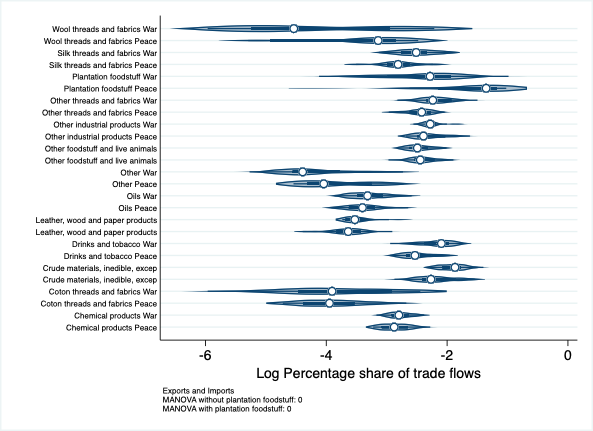 Wool threads and fabrics War
Wool threads and fabrics Peace
Silk threads and fabrics War
Silk threads and fabrics Peace
Plantation foodstuff War
Plantation foodstuff Peace
Other threads and fabrics War
Other threads and fabrics Peace
Other industrial products War
Other industrial products Peace
Other foodstuff and live animals
Other foodstuff and live animals
Other War
Other Peace
Oils War
Oils Peace
Leather, wood and paper products
Leather, wood and paper products
Drinks and tobacco War
Drinks and tobacco Peace
Crude materials, inedible, excep
Crude materials, inedible, excep
Coton threads and fabrics War
Coton threads and fabrics Peace
Chemical products War
Chemical products Peace
-6 -4 -2 0
Log Percentage share of trade flows
Exports and Imports
MANOVA without plantation foodstuff: 0
MANOVA with plantation foodstuff: 0